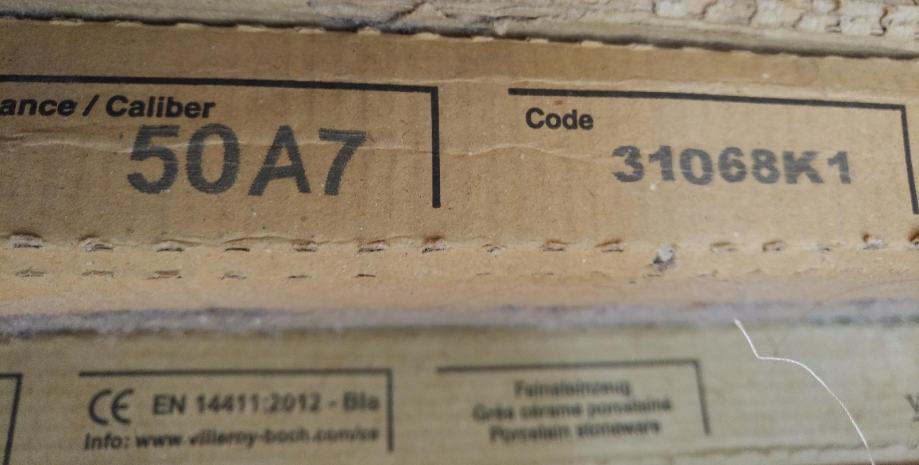 ance / Caliber
50A7
Code
31068K1
CE EN 14411:2012 - BIa
Info: www.villeroy-boch.com/ce
Feinsteinzeug
Grès cérame porcelainé
Porcelain stoneware